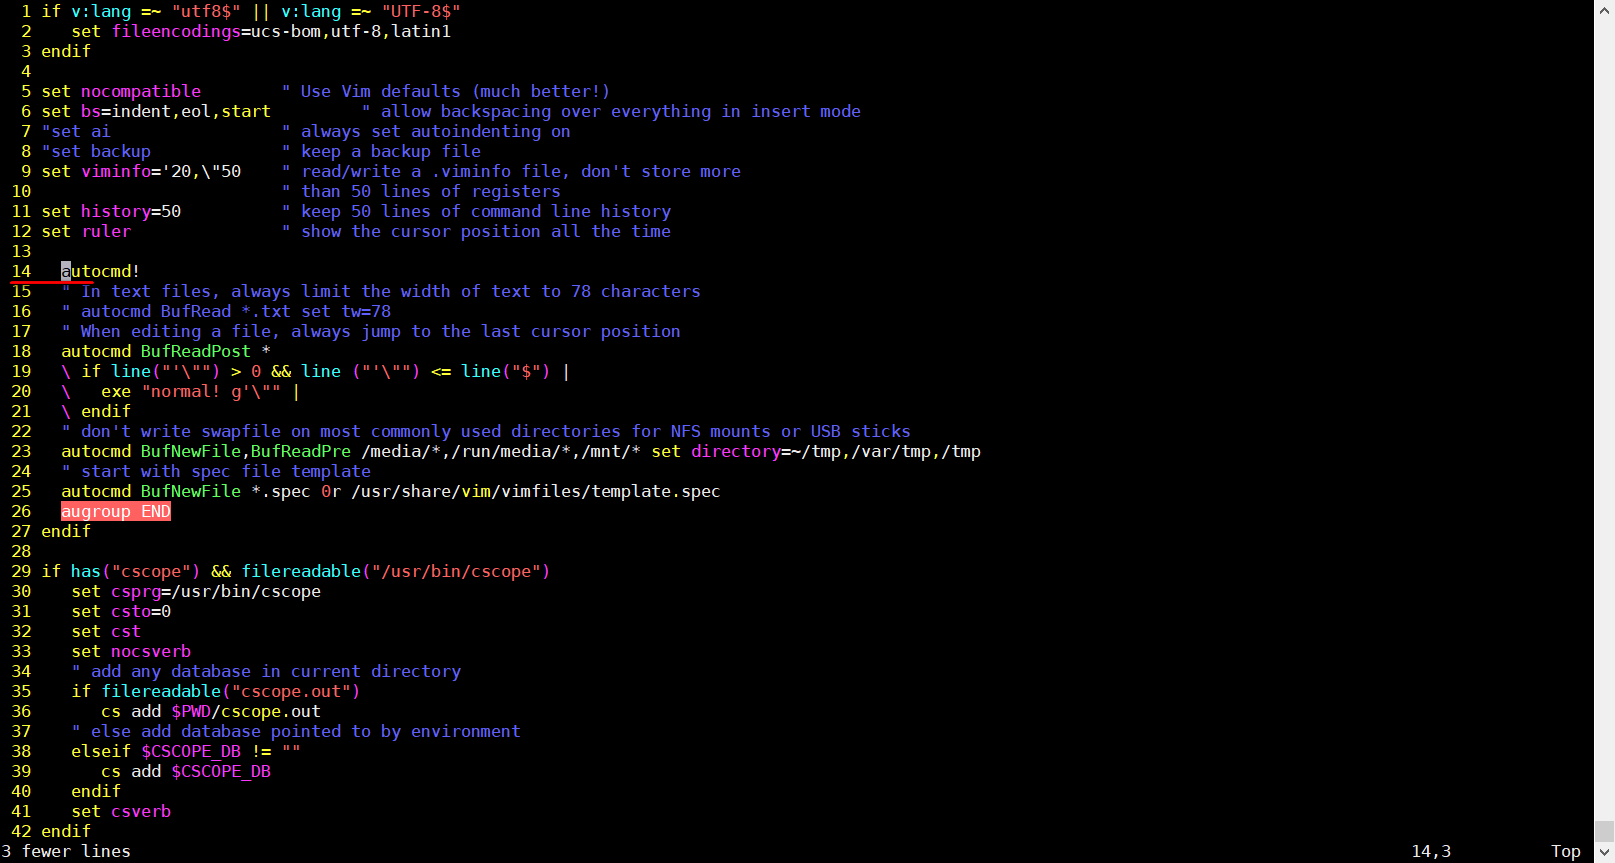 1 if v:lang =~ "utf8$" || v:lang =~ "UTF-8$"
2    set fileencodings=ucs-bom,utf-8,latin1
3 endif
4
5 set nocompatible        " Use Vim defaults (much better!)
6 set bs=indent,eol,start         " allow backspacing over everything in insert mode
7 "set ai                 " always set autoindenting on
8 "set backup             " keep a backup file
9 set viminfo='20,\"50    " read/write a .viminfo file, don't store more
10                         " than 50 lines of registers
11 set history=50          " keep 50 lines of command line history
12 set ruler               " show the cursor position all the time
13
14   autocmd!
15   " In text files, always limit the width of text to 78 characters
16   " autocmd BufRead *.txt set tw=78
17   " When editing a file, always jump to the last cursor position
18   autocmd BufReadPost *
19   \ if line("'\"") > 0 && line ("'\"") <= line("$") |
20   \   exe "normal! g'\"" |
21   \ endif
22   " don't write swapfile on most commonly used directories for NFS mounts or USB sticks
23   autocmd BufNewFile,BufReadPre /media/*,/run/media/*,/mnt/* set directory=~/tmp,/var/tmp,/tmp
24   " start with spec file template
25   autocmd BufNewFile *.spec 0r /usr/share/vim/vimfiles/template.spec
26   augroup END
27 endif
28
29 if has("cscope") && filereadable("/usr/bin/cscope")
30    set csprg=/usr/bin/cscope
31    set csto=0
32    set cst
33    set nocsverb
34    " add any database in current directory
35    if filereadable("cscope.out")
36       cs add $PWD/cscope.out
37    " else add database pointed to by environment
38    elseif $CSCOPE_DB != ""
39       cs add $CSCOPE_DB
40    endif
41    set csverb
42 endif
3 fewer lines 14,3 Top